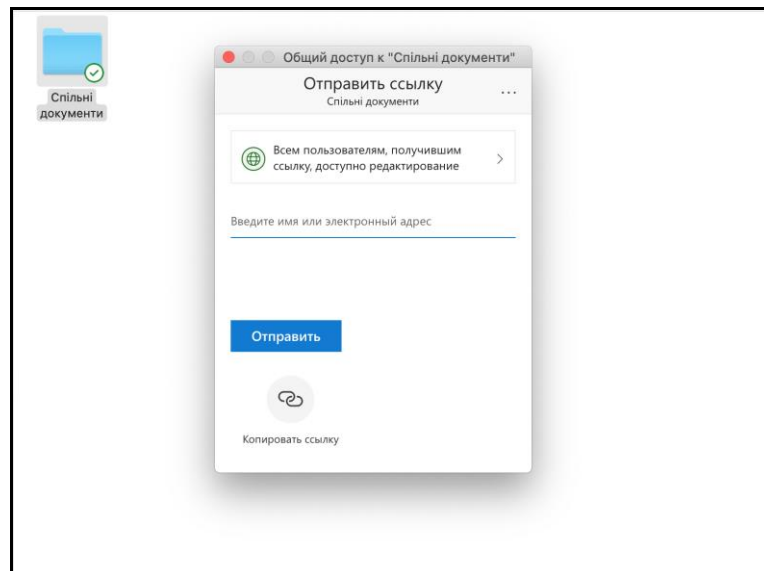 Спільні
документи
Общий доступ к "Спільні документи"
Отправить ссылку
Спільні документи
...
Всем пользователям, получившим
ссылку, доступно редактирование
Введите имя или электронный адрес
Отправить
Копировать ссылку